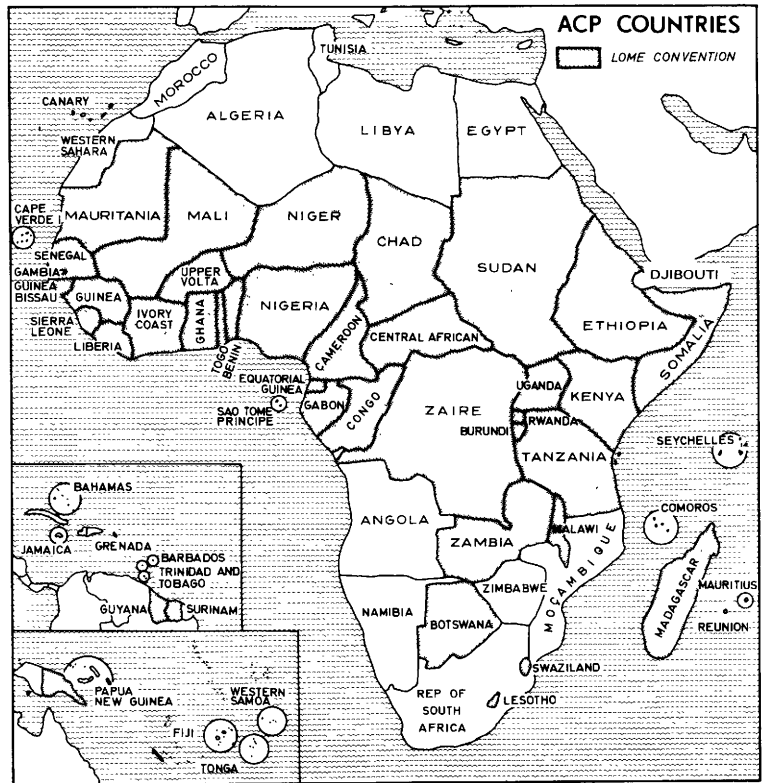 ACP COUNTRIES
LOME CONVENTION
TUNISIA
MOROCCO
CANARY
ALGERIA
LIBYA
EGYPT
WESTERN
SAHARA
MAURITANIA
MALI
NIGER
CHAD
SUDAN
CAPE
VERDE I
SENEGAL
GAMBIA
GUINEA
BISSAU
GUINEA
SIERRA
LEONE
LIBERIA
IVORY
COAST
UPPER
VOLTA
GHANA
TOGO
BENIN
NIGERIA
CAMEROON
CENTRAL AFRICAN
DJIBOUTI
ETHIOPIA
SOMALIA
EQUATORIAL
GUINEA
SAO TOME
PRINCIPE
GABON
CONGO
ZAIRE
UGANDA
KENYA
RWANDA
BURUNDI
TANZANIA
SEYCHELLES
ANGOLA
ZAMBIA
MALAWI
COMOROS
MOÇAMBIQUE
ZIMBABWE
MADAGASCAR
MAURITIUS
REUNION
NAMIBIA
BOTSWANA
SWAZILAND
LESOTHO
REP OF
SOUTH
AFRICA
BAHAMAS
JAMAICA
GRENADA
BARBADOS
TRINIDAD AND
TOBAGO
GUYANA
SURINAM
PAPUA
NEW GUINEA
WESTERN
SAMOA
FIJI
TONGA